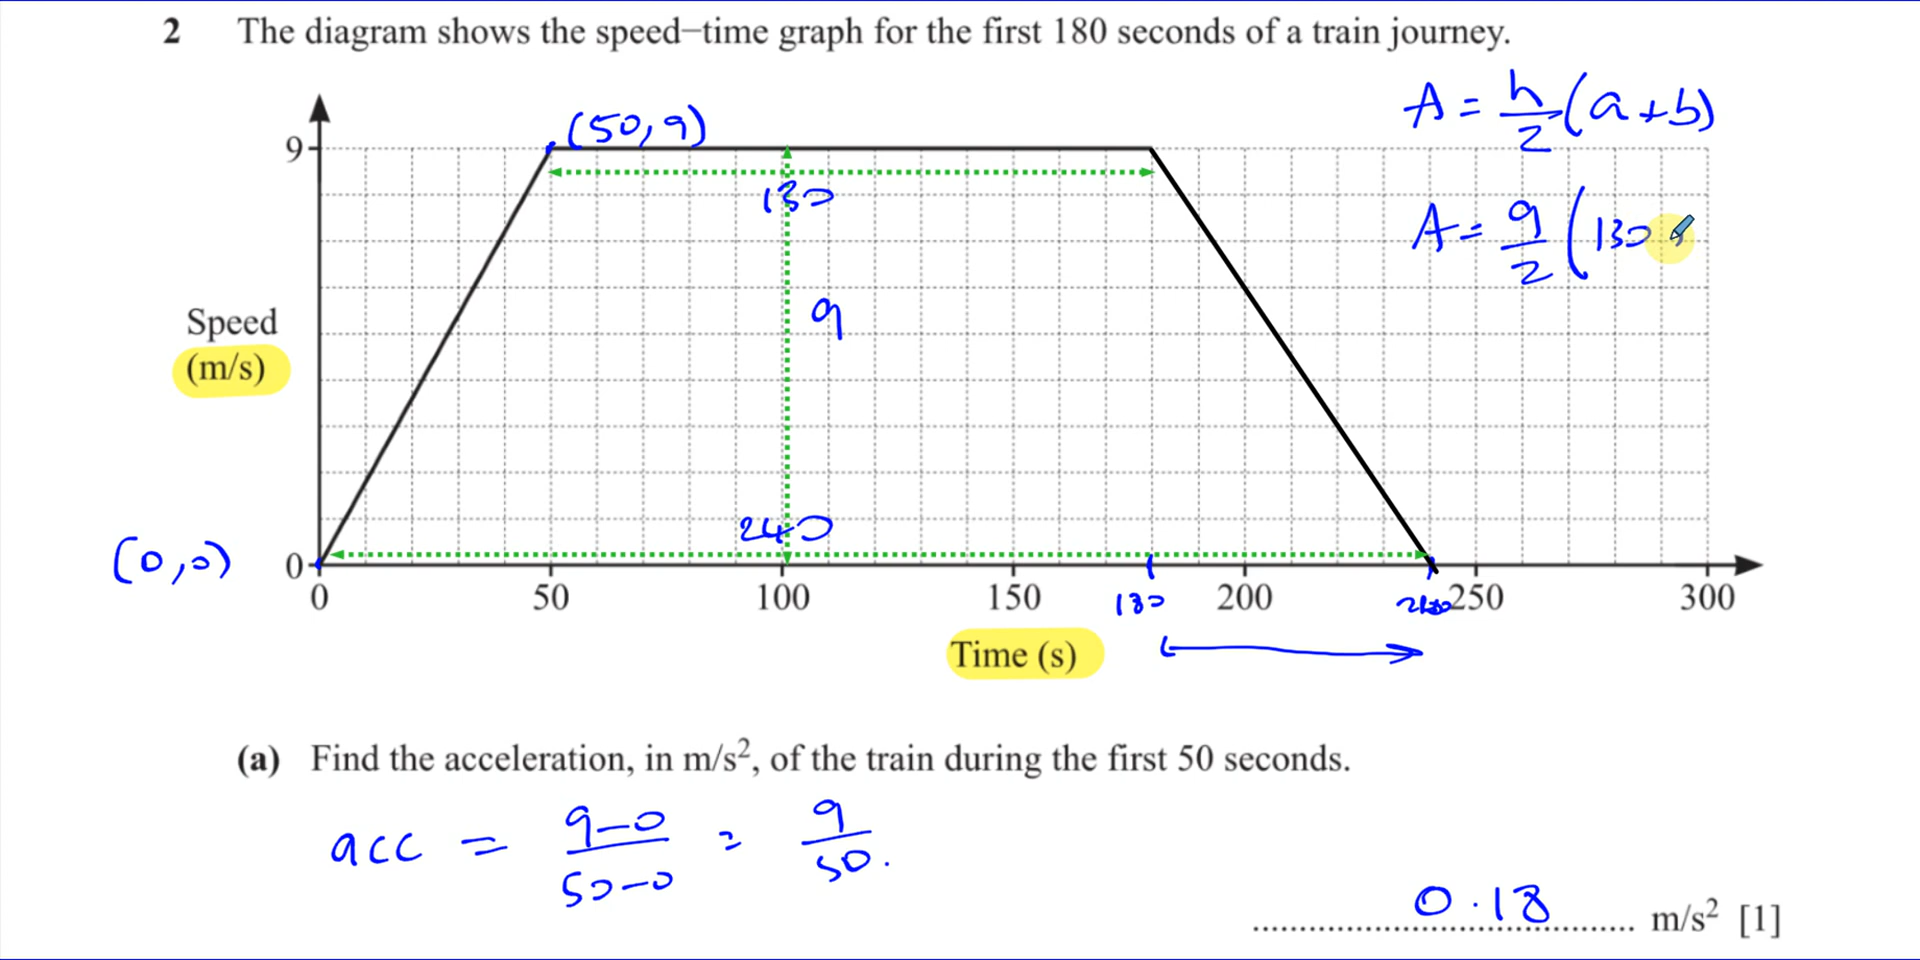 2 The diagram shows the speed–time graph for the first 180 seconds of a train journey.
A = h/2 (a+b)
(50,9)
9
130
A = 9/2 (130
9
Speed
(m/s)
240
(0,0)
0
0 50 100 150 180 200 240 250 300
Time (s)
(a) Find the acceleration, in m/s², of the train during the first 50 seconds.
acc = 9-0/50-0 = 9/50.
0.18 m/s² [1]